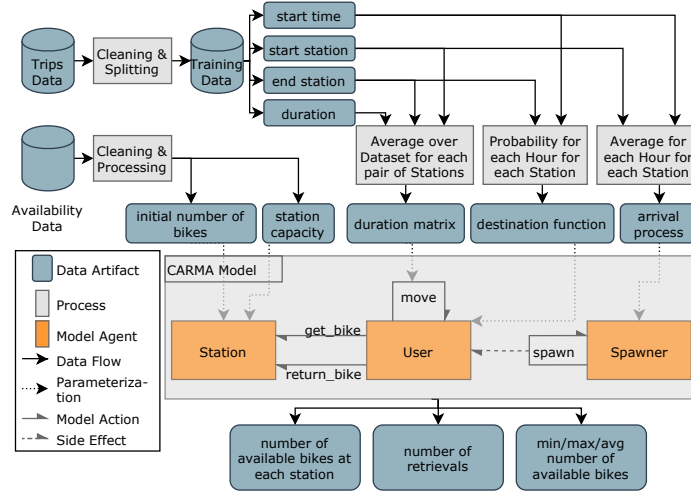 start time
Trips
Data
Cleaning &
Splitting
Training
Data
start station
end station
duration
Cleaning &
Processing
Average over
Dataset for each
pair of Stations
Probability for
each Hour for
each Station
Average for
each Hour for
each Station
Availability
Data
initial number of
bikes
station
capacity
duration matrix
destination function
arrival
process
Data Artifact
Process
Model Agent
Data Flow
Parameteriza-
tion
Model Action
Side Effect
CARMA Model
move
get_bike
Station
User
spawn
Spawner
return_bike
number of
available bikes at
each station
number of
retrievals
min/max/avg
number of
available bikes